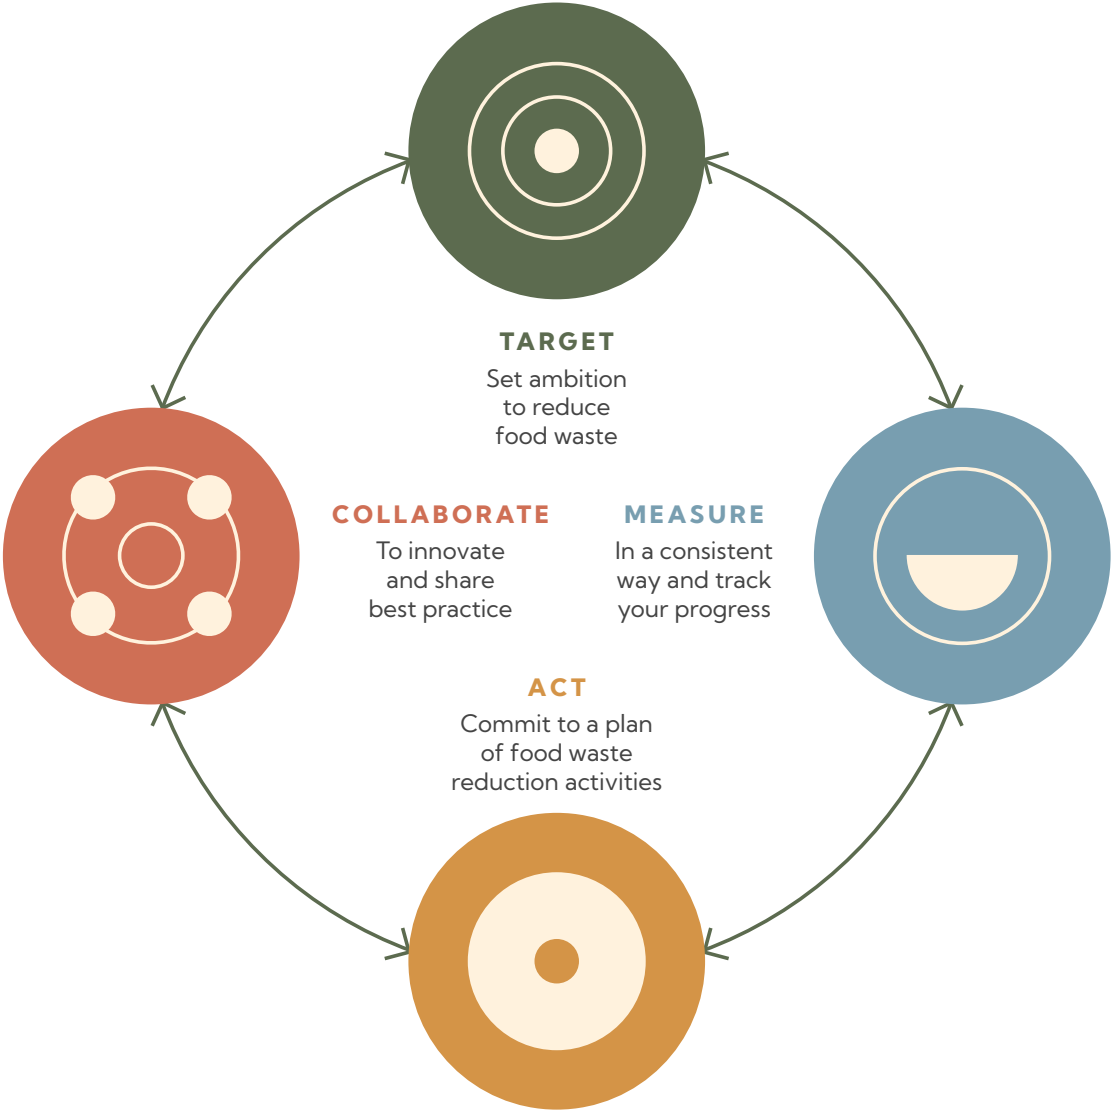 TARGET
Set ambition
to reduce
food waste
COLLABORATE
To innovate
and share
best practice
MEASURE
In a consistent
way and track
your progress
ACT
Commit to a plan
of food waste
reduction activities